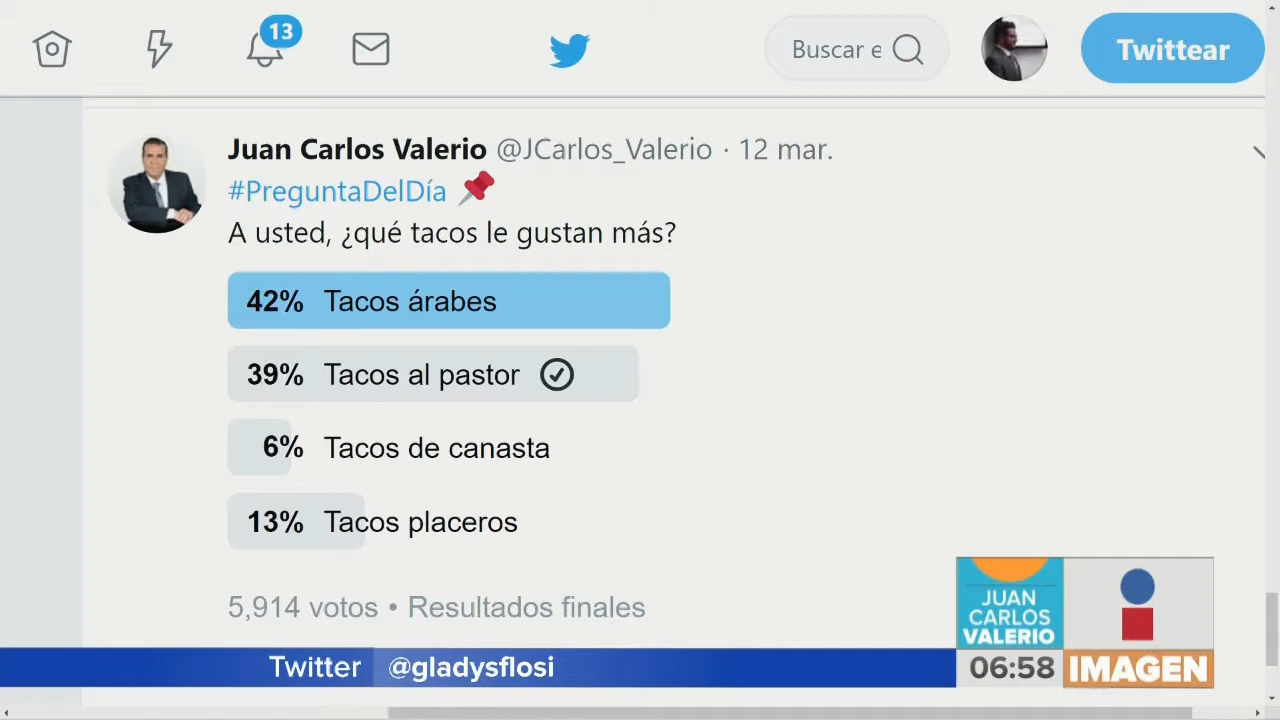 13
Buscar e
Twittear
Juan Carlos Valerio @JCarlos_Valerio · 12 mar.
#PreguntaDelDía
A usted, ¿qué tacos le gustan más?
42% Tacos árabes
39% Tacos al pastor
6% Tacos de canasta
13% Tacos placeros
5,914 votos • Resultados finales
JUAN
CARLOS
VALERIO
Twitter @gladysflosi
06:58 IMAGEN